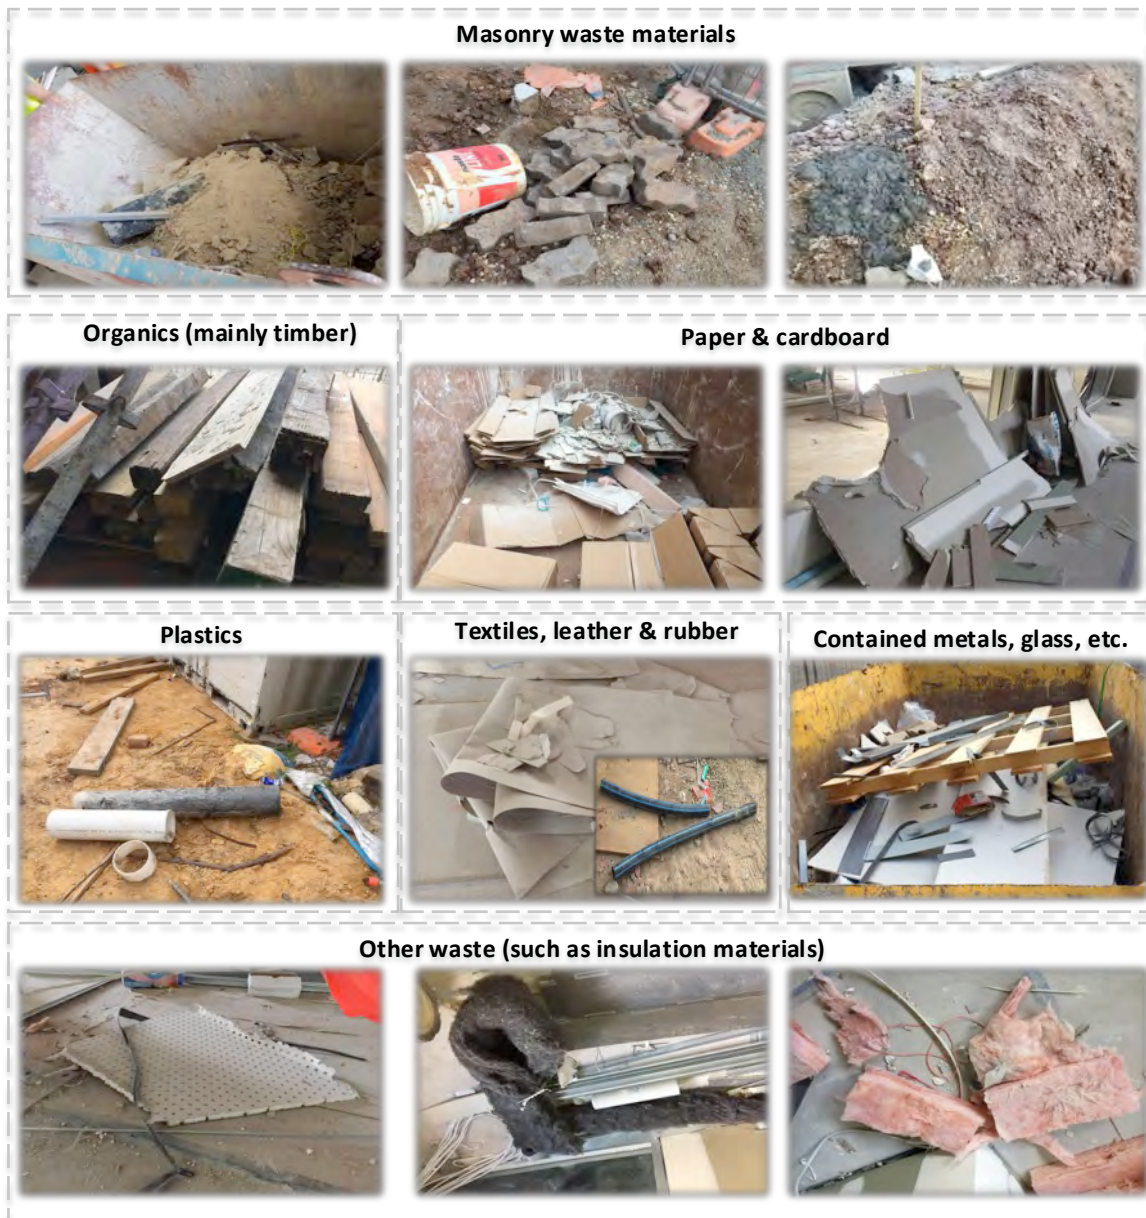 Masonry waste materials
Organics (mainly timber)
Paper & cardboard
Plastics
Textiles, leather & rubber
Contained metals, glass, etc.
Other waste (such as insulation materials)